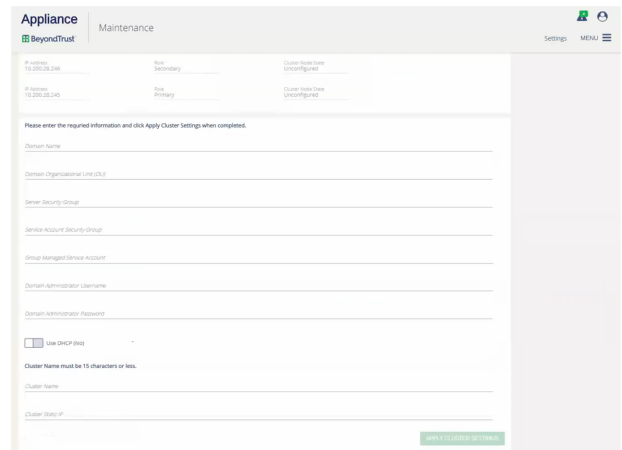 Appliance
BeyondTrust
Maintenance
Settings
MENU
IP Address
10.200.28.246
Role
Secondary
Cluster Node State
Unconfigured
IP Address
10.200.28.245
Role
Primary
Cluster Node State
Unconfigured
Please enter the requried information and click Apply Cluster Settings when completed.
Domain Name
Domain Organizational Unit (OU)
Server Security Group
Service Account Security Group
Group Managed Service Account
Domain Administrator Username
Domain Administrator Password
Use DHCP (No)
Cluster Name must be 15 characters or less.
Cluster Name
Cluster Static IP
APPLY CLUSTER SETTINGS